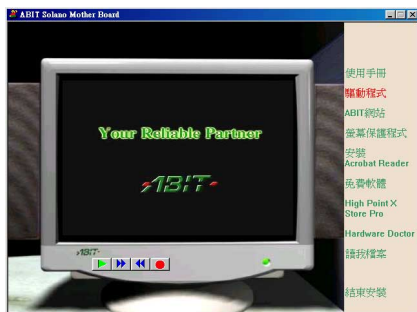 ABIT Solano Mother Board
Your Reliable Partner
ABIT
ABIT
使用手冊
驅動程式
ABIT網站
螢幕保護程式
安裝
Acrobat Reader
免費軟體
High Point X
Store Pro
Hardware Doctor
讀我檔案
結束安裝